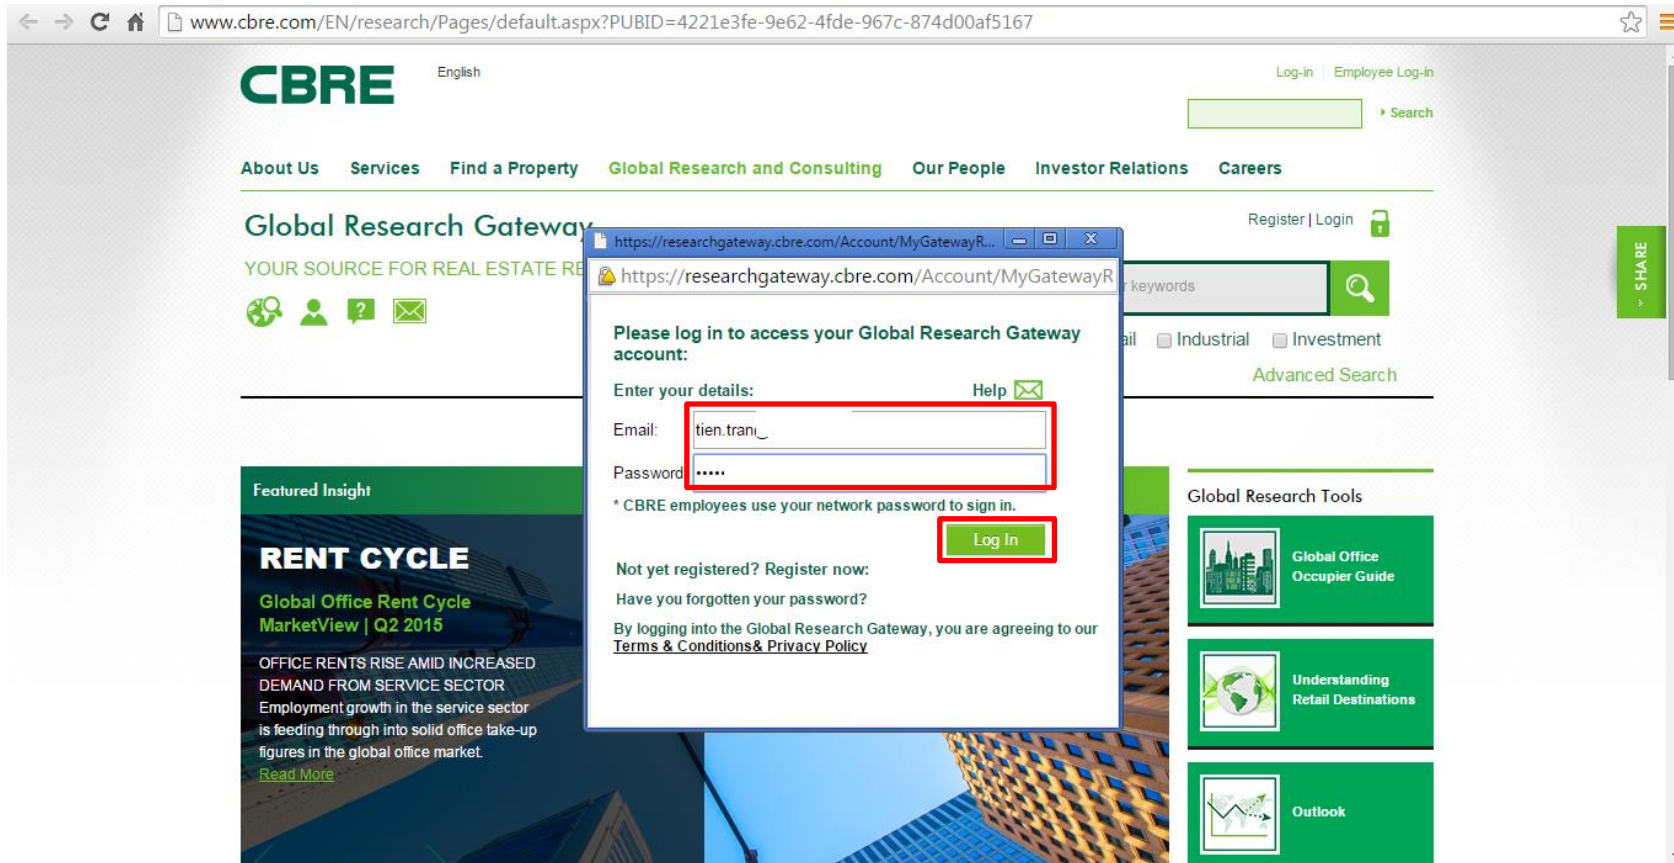 www.cbre.com/EN/research/Pages/default.aspx?PUBID=4221e3fe-9e62-4fde-967c-874d00af5167
CBRE
English
Log-in Employee Log-in
Search
About Us Services Find a Property Global Research and Consulting Our People Investor Relations Careers
Global Research Gateway
Register | Login
YOUR SOURCE FOR REAL ESTATE RE
keywords
Industrial Investment
Advanced Search
SHARE
https://researchgateway.cbre.com/Account/MyGatewayR...
https://researchgateway.cbre.com/Account/MyGatewayR
Please log in to access your Global Research Gateway
account:
Enter your details: Help
Email: tien.tran
Password •••••
* CBRE employees use your network password to sign in.
Log In
Not yet registered? Register now:
Have you forgotten your password?
By logging into the Global Research Gateway, you are agreeing to our
Terms & Conditions& Privacy Policy
Featured Insight
RENT CYCLE
Global Office Rent Cycle
MarketView | Q2 2015
OFFICE RENTS RISE AMID INCREASED
DEMAND FROM SERVICE SECTOR
Employment growth in the service sector
is feeding through into solid office take-up
figures in the global office market.
Read More
Global Research Tools
Global Office
Occupier Guide
Understanding
Retail Destinations
Outlook